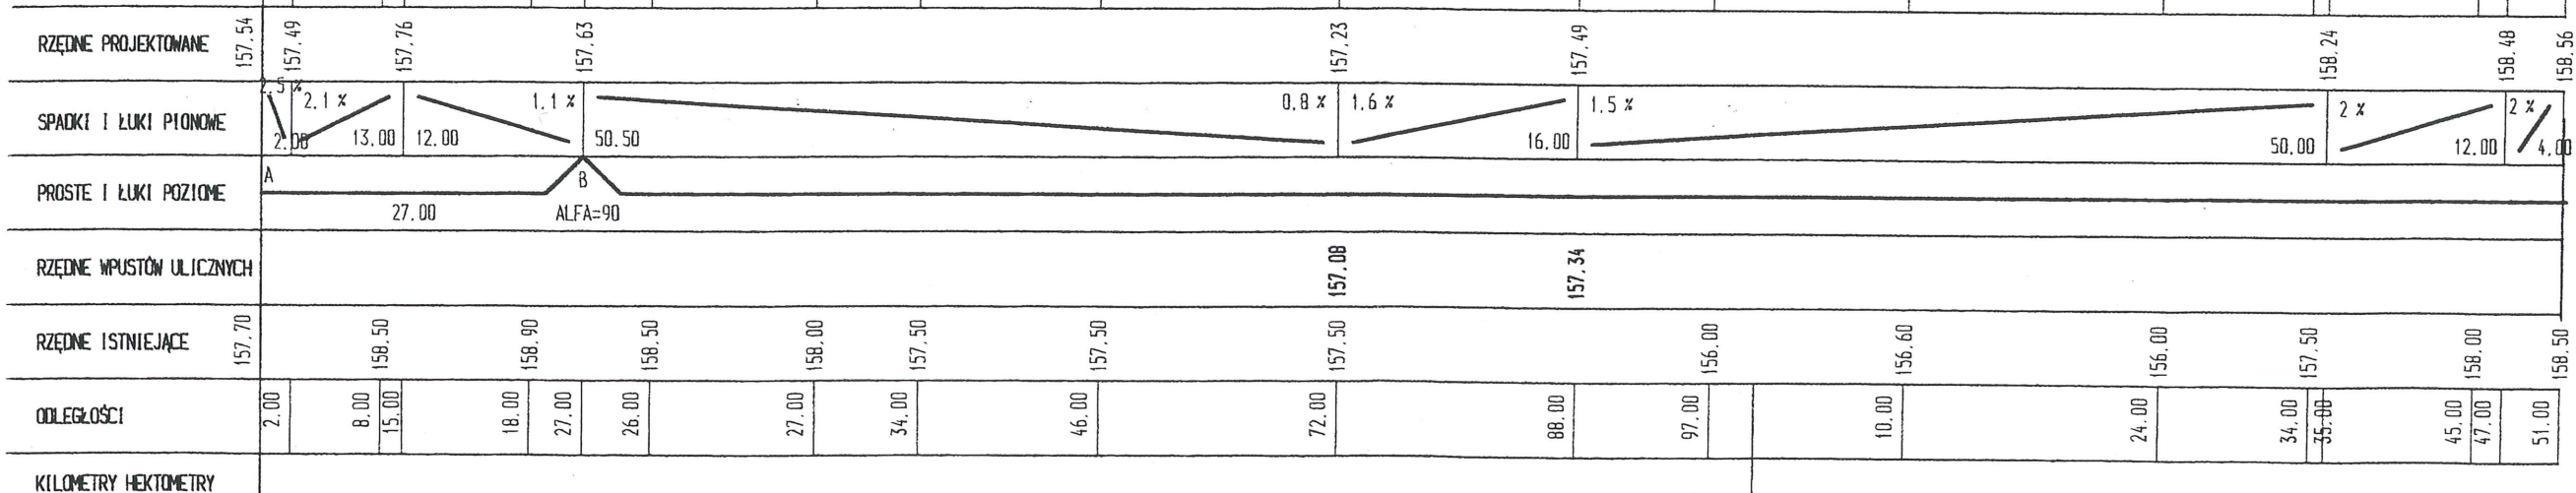 RZĘDNE PROJEKTOWANE 157.54 157.49 157.76 157.63 157.23 157.49 158.24 158.48 158.56
2.5 % 2.1 % 1.1 % 0.8 % 1.6 % 1.5 % 2 % 2 %
SPADKI I ŁUKI PIONOWE
2.00 13.00 12.00 50.50 16.00 50.00 12.00 4.00
A B
PROSTE I ŁUKI POZIOME
27.00 ALFA=90
RZĘDNE WPUSTÓW ULICZNYCH 157.08 157.34
RZĘDNE ISTNIEJĄCE 157.70 158.50 158.90 158.50 158.00 157.50 157.50 157.50 156.00 156.60 156.00 157.50 158.00 158.50
ODLEGŁOŚCI 2.00 8.00 15.00 18.00 27.00 26.00 27.00 34.00 46.00 72.00 88.00 97.00 10.00 24.00 34.00 35.00 45.00 47.00 51.00
KILOMETRY HEKTOMETRY